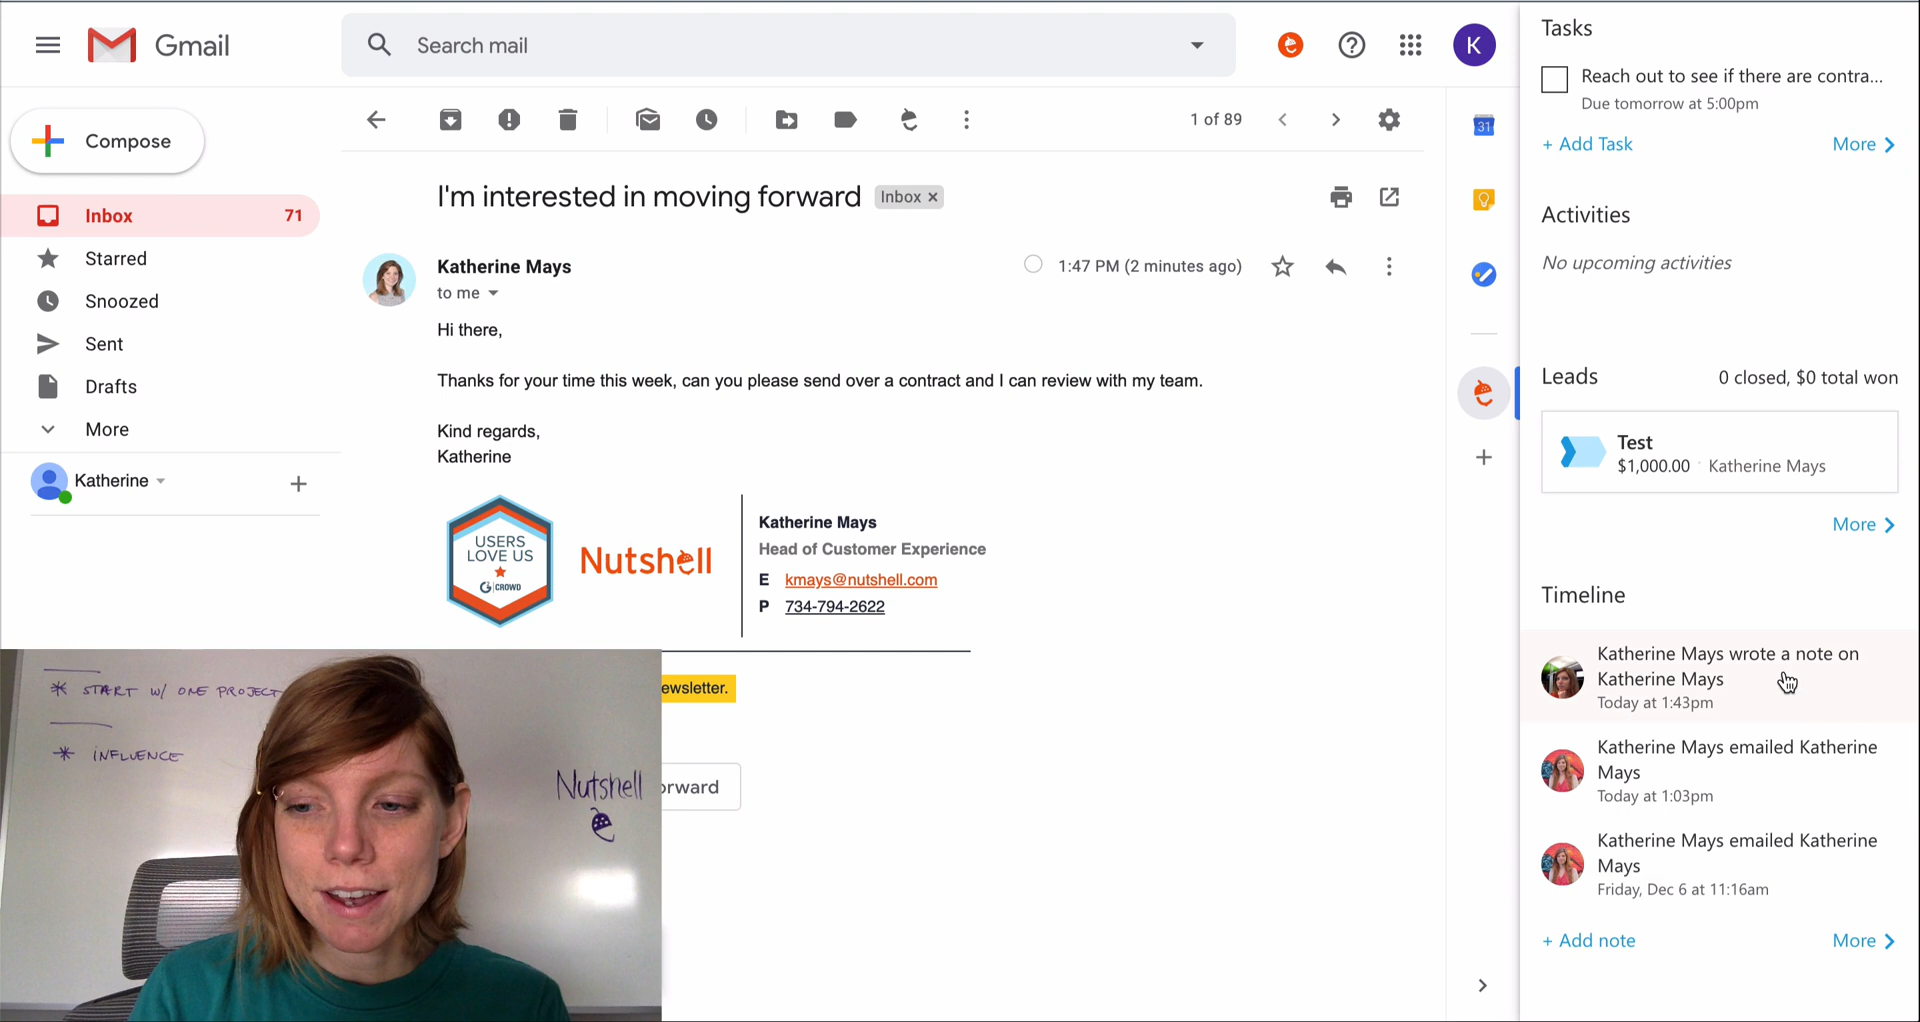 Gmail
Search mail
K
Compose
Inbox 71
Starred
Snoozed
Sent
Drafts
More
Katherine
1 of 89
I'm interested in moving forward
Inbox ×
Katherine Mays
to me
1:47 PM (2 minutes ago)
Hi there,
Thanks for your time this week, can you please send over a contract and I can review with my team.
Kind regards,
Katherine
USERS
LOVE US
G2 | CROWD
Nutshell
Katherine Mays
Head of Customer Experience
E kmays@nutshell.com
P 734-794-2622
ewsletter.
orward
* START W/ ONE PROJECT
* INFLUENCE
Nutshell
31
Tasks
Reach out to see if there are contra...
Due tomorrow at 5:00pm
+ Add Task
More
Activities
No upcoming activities
Leads
0 closed, $0 total won
Test
$1,000.00 · Katherine Mays
More
Timeline
Katherine Mays wrote a note on
Katherine Mays
Today at 1:43pm
Katherine Mays emailed Katherine
Mays
Today at 1:03pm
Katherine Mays emailed Katherine
Mays
Friday, Dec 6 at 11:16am
+ Add note
More